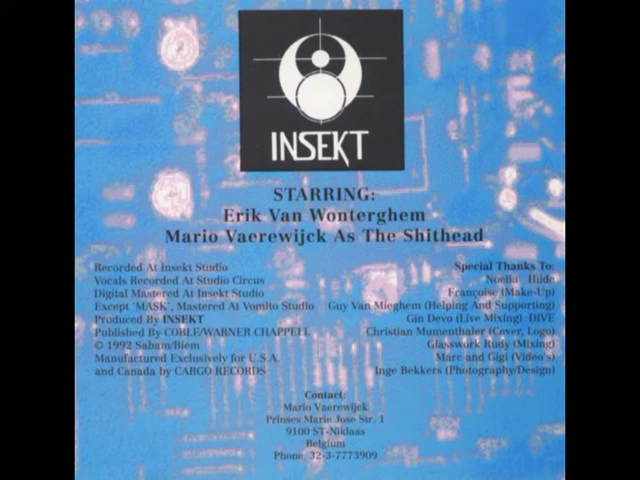 INSEKT
STARRING:
Erik Van Wonterghem
Mario Vaerewijck As The Shithead
Recorded At Insekt Studio
Vocals Recorded At Studio Circus
Digital Mastered At Insekt Studio
Except 'MASK', Mastered At Vomito Studio
Produced By INSEKT
Published By COBLE/WARNER CHAPPELL
© 1992 Sabam/Biem
Manufactured Exclusively for U.S.A.
and Canada by CARGO RECORDS
Special Thanks To:
Noella Hilde
Françoise (Make-Up)
Guy Van Mieghem (Helping And Supporting)
Gin Devo (Live Mixing) DIVE
Christian Mumenthaler (Cover, Logo)
Glasswork Rudy (Mixing)
Marc and Gigi (Video's)
Inge Bekkers (Photography/Design)
Contact:
Mario Vaerewijck
Prinses Marie Jose Str. 1
9100 ST-Niklaas
Belgium
Phone: 32-3-7773909